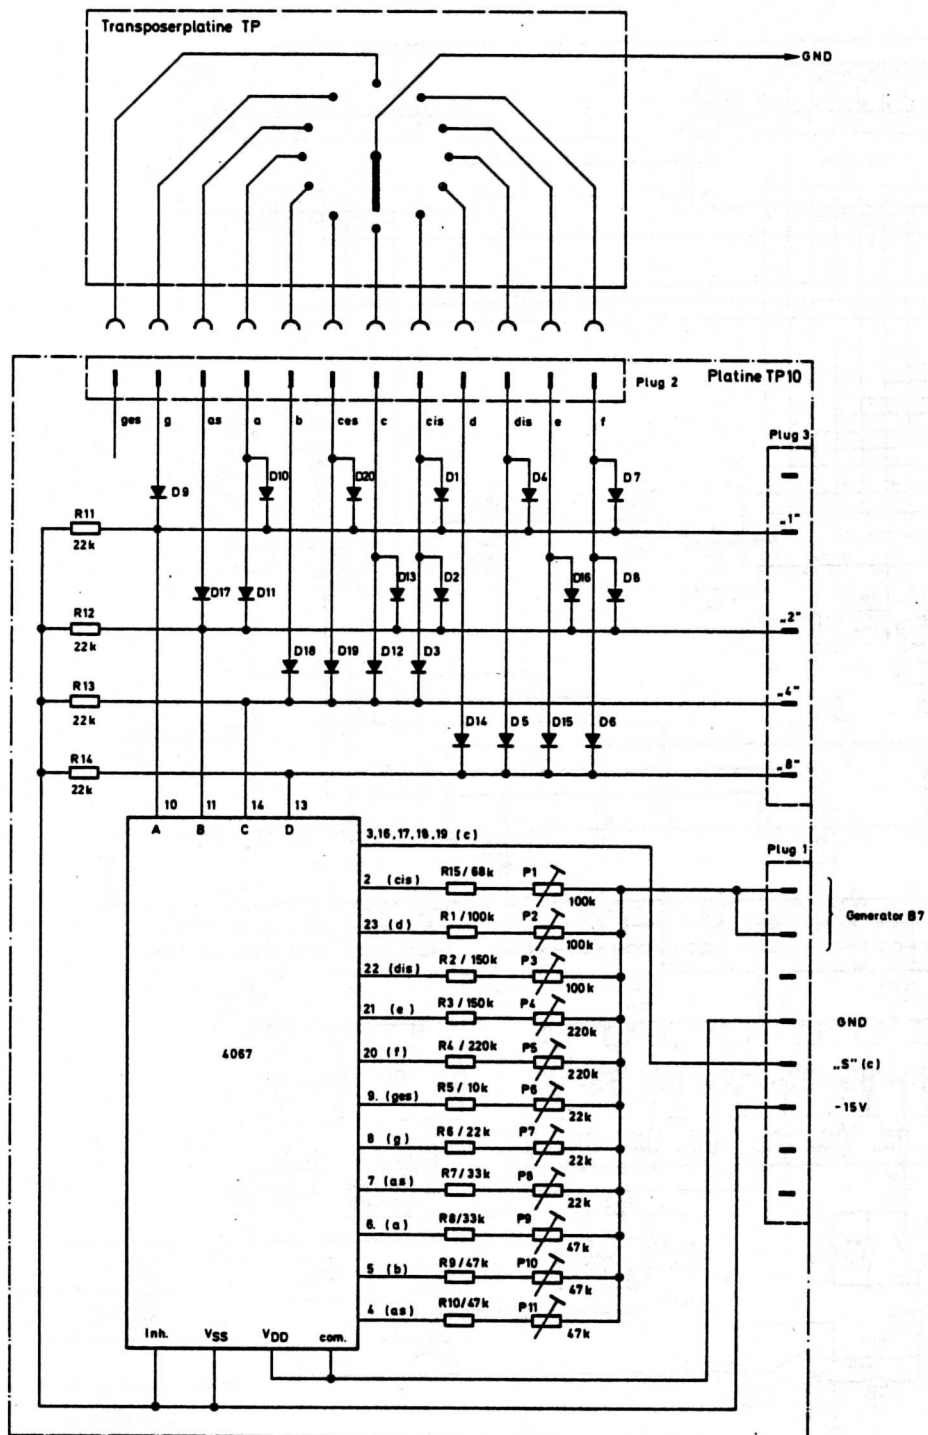 Transposerplatine TP
GND
Plug 2
Platine TP10
ges g as a b ces c cis d dis e f
Plug 3
D9 D10 D20 D1 D4 D7
R11
22k
„1"
D17 D11 D13 D2 D16 D8
R12
22k
„2"
D18 D19 D12 D3
R13
22k
„4"
D14 D5 D15 D6
R14
22k
„8"
10 11 14 13
A B C D
3,16,17,18,19 (c)
Plug 1
2 (cis) R15/68k P1 100k
Generator B7
23 (d) R1/100k P2 100k
22 (dis) R2/150k P3 100k
21 (e) R3/150k P4 220k
GND
4067
20 (f) R4/220k P5 220k
„S" (c)
9. (ges) R5/10k P6 22k
-15V
8 (g) R6/22k P7 22k
7 (as) R7/33k P8 22k
6. (a) R8/33k P9 47k
5 (b) R9/47k P10 47k
4 (as) R10/47k P11 47k
Inh. VSS VDD com.